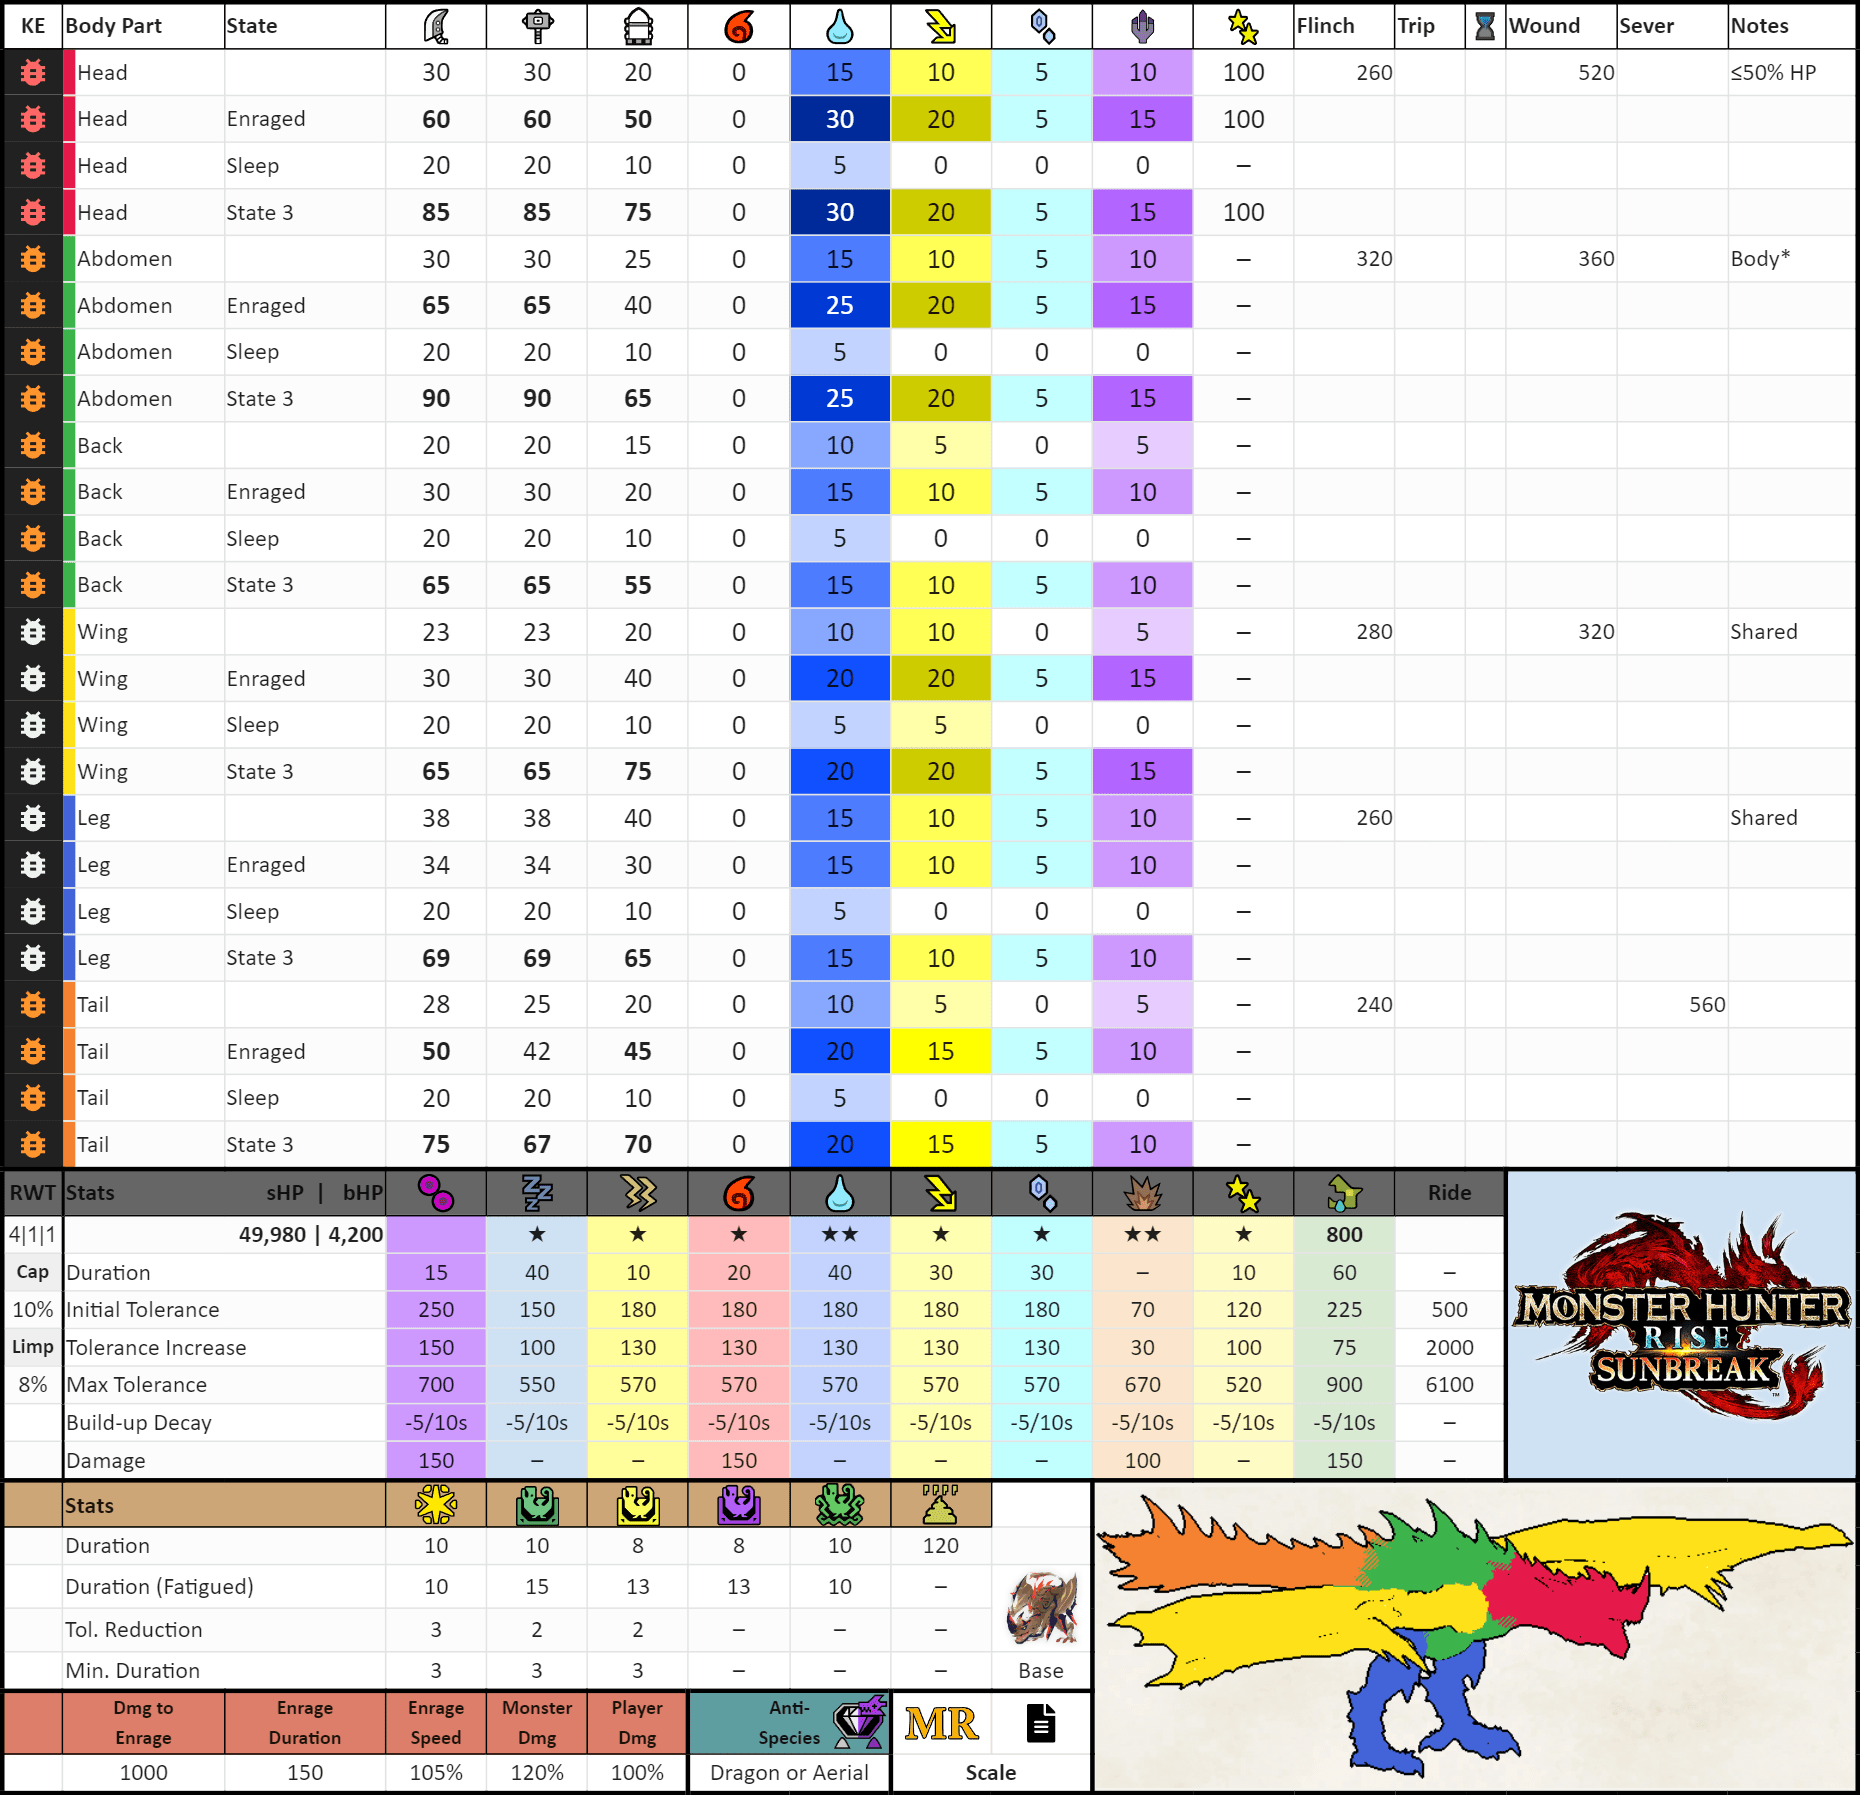 KE Body Part State Flinch Trip Wound Sever Notes
Head 30 30 20 0 15 10 5 10 100 260 520 ≤50% HP
Head Enraged 60 60 50 0 30 20 5 15 100
Head Sleep 20 20 10 0 5 0 0 0 –
Head State 3 85 85 75 0 30 20 5 15 100
Abdomen 30 30 25 0 15 10 5 10 – 320 360 Body*
Abdomen Enraged 65 65 40 0 25 20 5 15 –
Abdomen Sleep 20 20 10 0 5 0 0 0 –
Abdomen State 3 90 90 65 0 25 20 5 15 –
Back 20 20 15 0 10 5 0 5 –
Back Enraged 30 30 20 0 15 10 5 10 –
Back Sleep 20 20 10 0 5 0 0 0 –
Back State 3 65 65 55 0 15 10 5 10 –
Wing 23 23 20 0 10 10 0 5 – 280 320 Shared
Wing Enraged 30 30 40 0 20 20 5 15 –
Wing Sleep 20 20 10 0 5 5 0 0 –
Wing State 3 65 65 75 0 20 20 5 15 –
Leg 38 38 40 0 15 10 5 10 – 260 Shared
Leg Enraged 34 34 30 0 15 10 5 10 –
Leg Sleep 20 20 10 0 5 0 0 0 –
Leg State 3 69 69 65 0 15 10 5 10 –
Tail 28 25 20 0 10 5 0 5 – 240 560
Tail Enraged 50 42 45 0 20 15 5 10 –
Tail Sleep 20 20 10 0 5 0 0 0 –
Tail State 3 75 67 70 0 20 15 5 10 –
RWT Stats sHP | bHP Ride
4|1|1 49,980 | 4,200 ★ ★ ★ ★★ ★ ★ ★★ ★ 800
Cap Duration 15 40 10 20 40 30 30 – 10 60 –
10% Initial Tolerance 250 150 180 180 180 180 180 70 120 225 500
Limp Tolerance Increase 150 100 130 130 130 130 130 30 100 75 2000
8% Max Tolerance 700 550 570 570 570 570 570 670 520 900 6100
Build-up Decay -5/10s -5/10s -5/10s -5/10s -5/10s -5/10s -5/10s -5/10s -5/10s -5/10s –
Damage 150 – – 150 – – – 100 – 150 –
MONSTER HUNTER
RISE
SUNBREAK™
Stats
Duration 10 10 8 8 10 120
Duration (Fatigued) 10 15 13 13 10 –
Tol. Reduction 3 2 2 – – –
Min. Duration 3 3 3 – – – Base
Dmg to Enrage Enrage Monster Player Anti-
Enrage Duration Speed Dmg Dmg Species MR
1000 150 105% 120% 100% Dragon or Aerial Scale